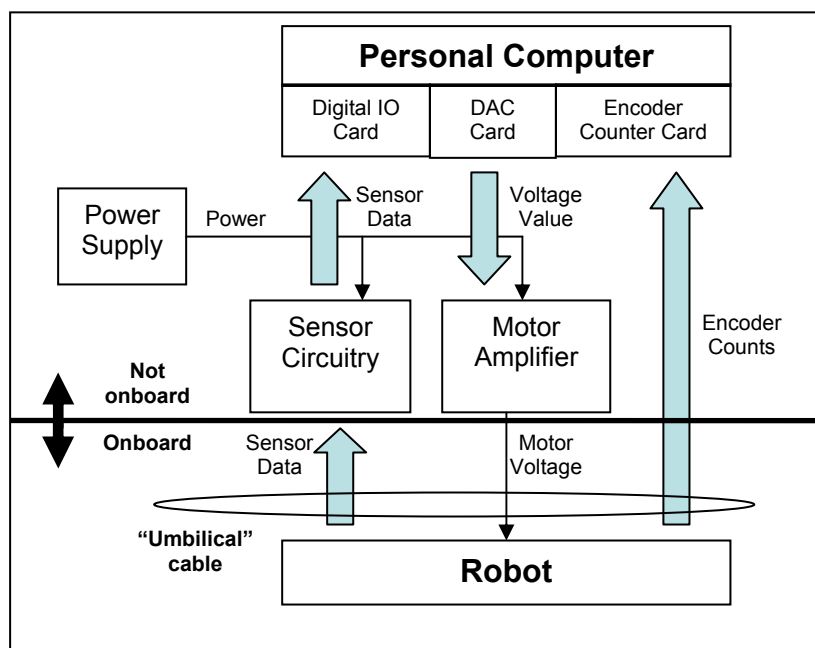 Personal Computer
Digital IO
Card
DAC
Card
Encoder
Counter Card
Power
Supply
Power
Sensor
Data
Voltage
Value
Sensor
Circuitry
Motor
Amplifier
Encoder
Counts
Not
onboard
Onboard
Sensor
Data
Motor
Voltage
“Umbilical”
cable
Robot